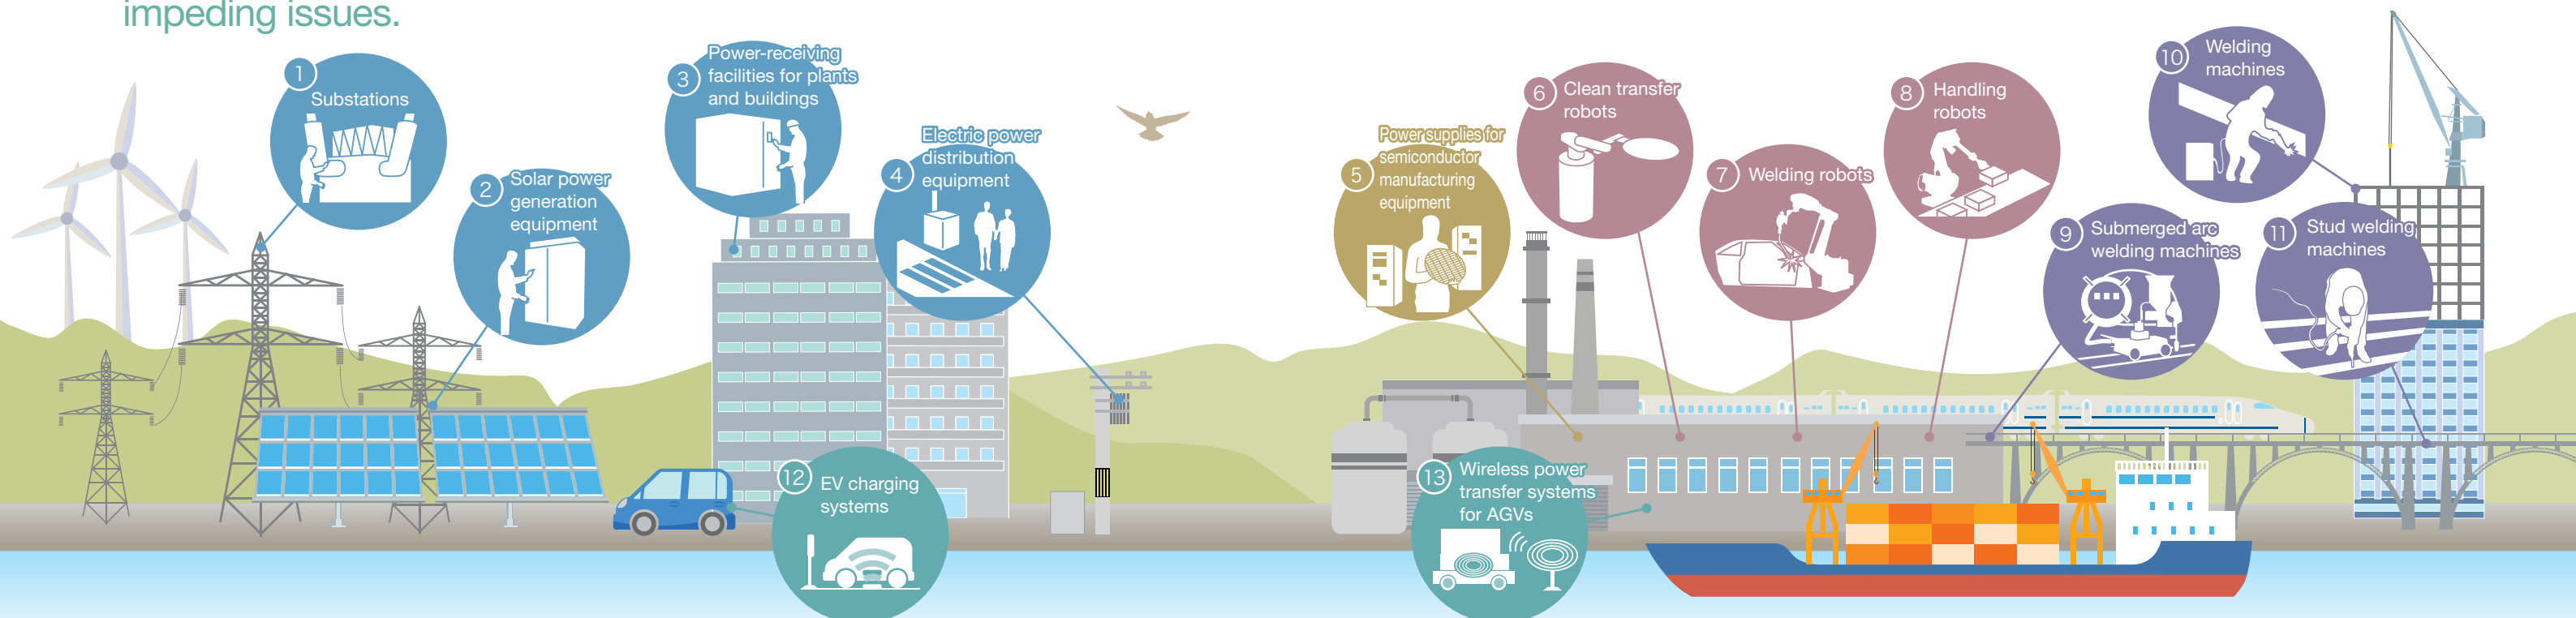 impeding issues.
1
Substations
2
Solar power
generation
equipment
3
Power-receiving
facilities for plants
and buildings
4
Electric power
distribution
equipment
5
Power supplies for
semiconductor
manufacturing
equipment
6
Clean transfer
robots
7
Welding robots
8
Handling
robots
9
Submerged arc
welding machines
10
Welding
machines
11
Stud welding
machines
12
EV charging
systems
13
Wireless power
transfer systems
for AGVs